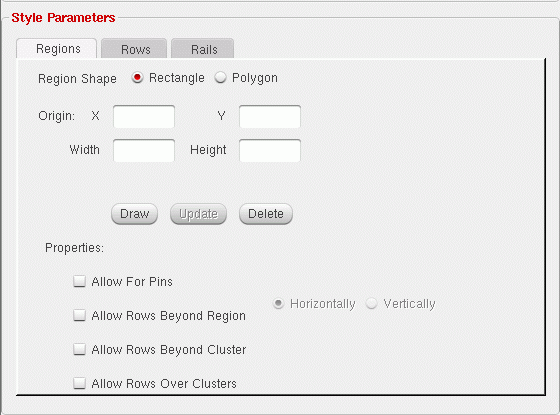 Style Parameters
Regions Rows Rails
Region Shape Rectangle Polygon
Origin: X Y
Width Height
Draw Update Delete
Properties:
Allow For Pins
Horizontally Vertically
Allow Rows Beyond Region
Allow Rows Beyond Cluster
Allow Rows Over Clusters